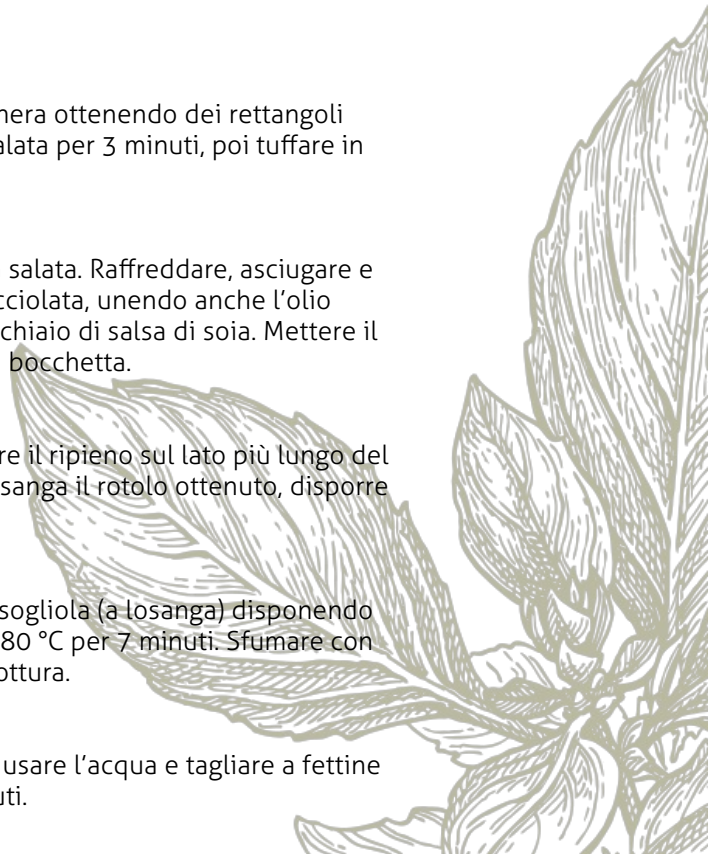 nera ottenendo dei rettangoli
alata per 3 minuti, poi tuffare in
salata. Raffreddare, asciugare e
cciolata, unendo anche l’olio
chiaio di salsa di soia. Mettere il
bocchetta.
re il ripieno sul lato più lungo del
sanga il rotolo ottenuto, disporre
sogliola (a losanga) disponendo
80 °C per 7 minuti. Sfumare con
ottura.
usare l’acqua e tagliare a fettine
uti.